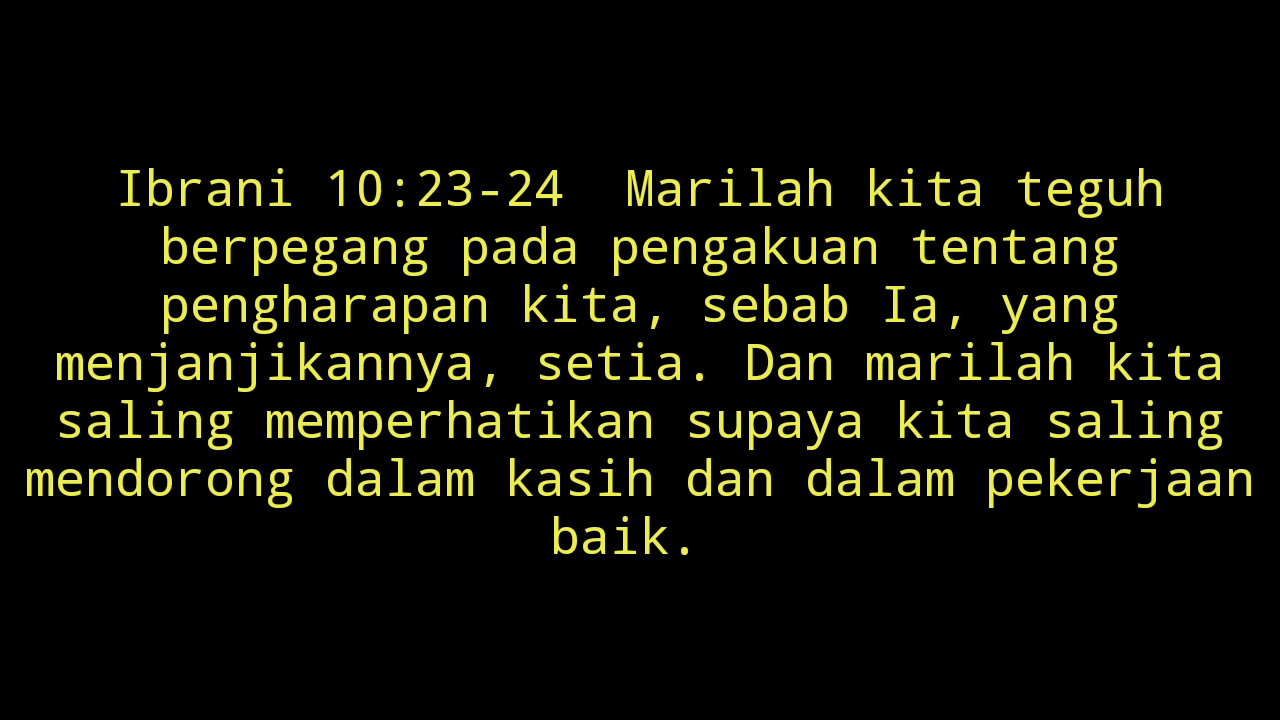 Ibrani 10:23-24  Marilah kita teguh
berpegang pada pengakuan tentang
pengharapan kita, sebab Ia, yang
menjanjikannya, setia. Dan marilah kita
saling memperhatikan supaya kita saling
mendorong dalam kasih dan dalam pekerjaan
baik.